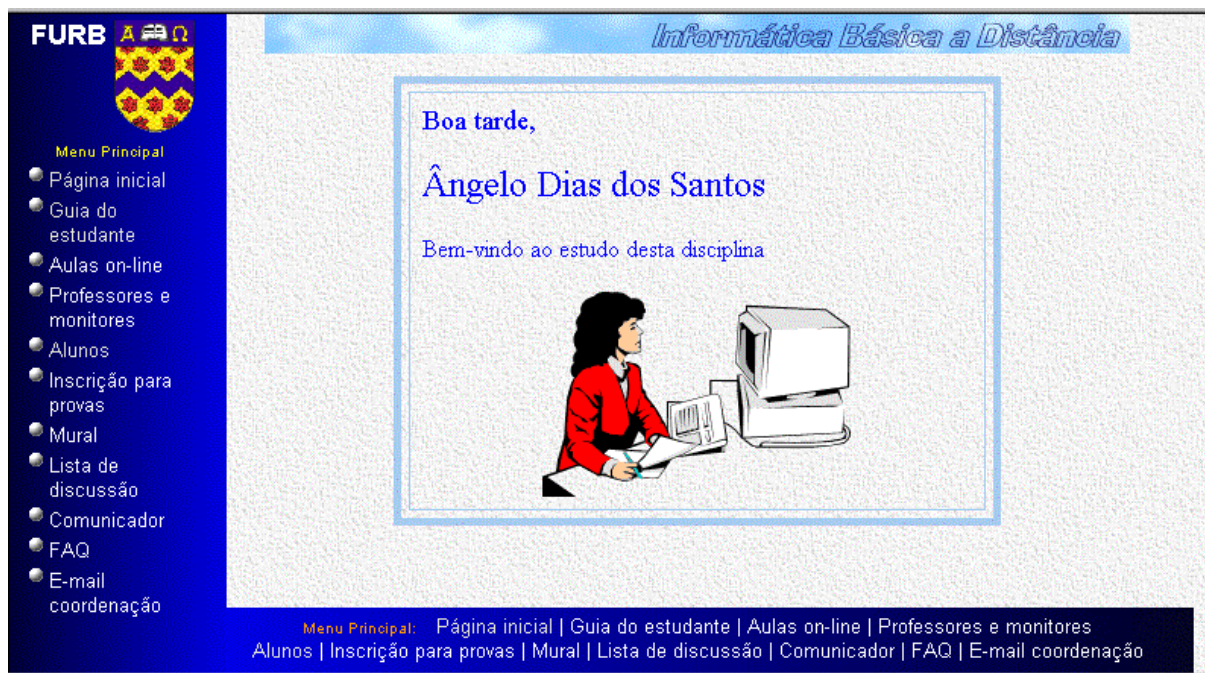 FURB
Α Ω
Informática Básica a Distância
Menu Principal
Página inicial
Guia do
estudante
Aulas on-line
Professores e
monitores
Alunos
Inscrição para
provas
Mural
Lista de
discussão
Comunicador
FAQ
E-mail
coordenação
Boa tarde,
Ângelo Dias dos Santos
Bem-vindo ao estudo desta disciplina
Menu Principal: Página inicial | Guia do estudante | Aulas on-line | Professores e monitores
Alunos | Inscrição para provas | Mural | Lista de discussão | Comunicador | FAQ | E-mail coordenação